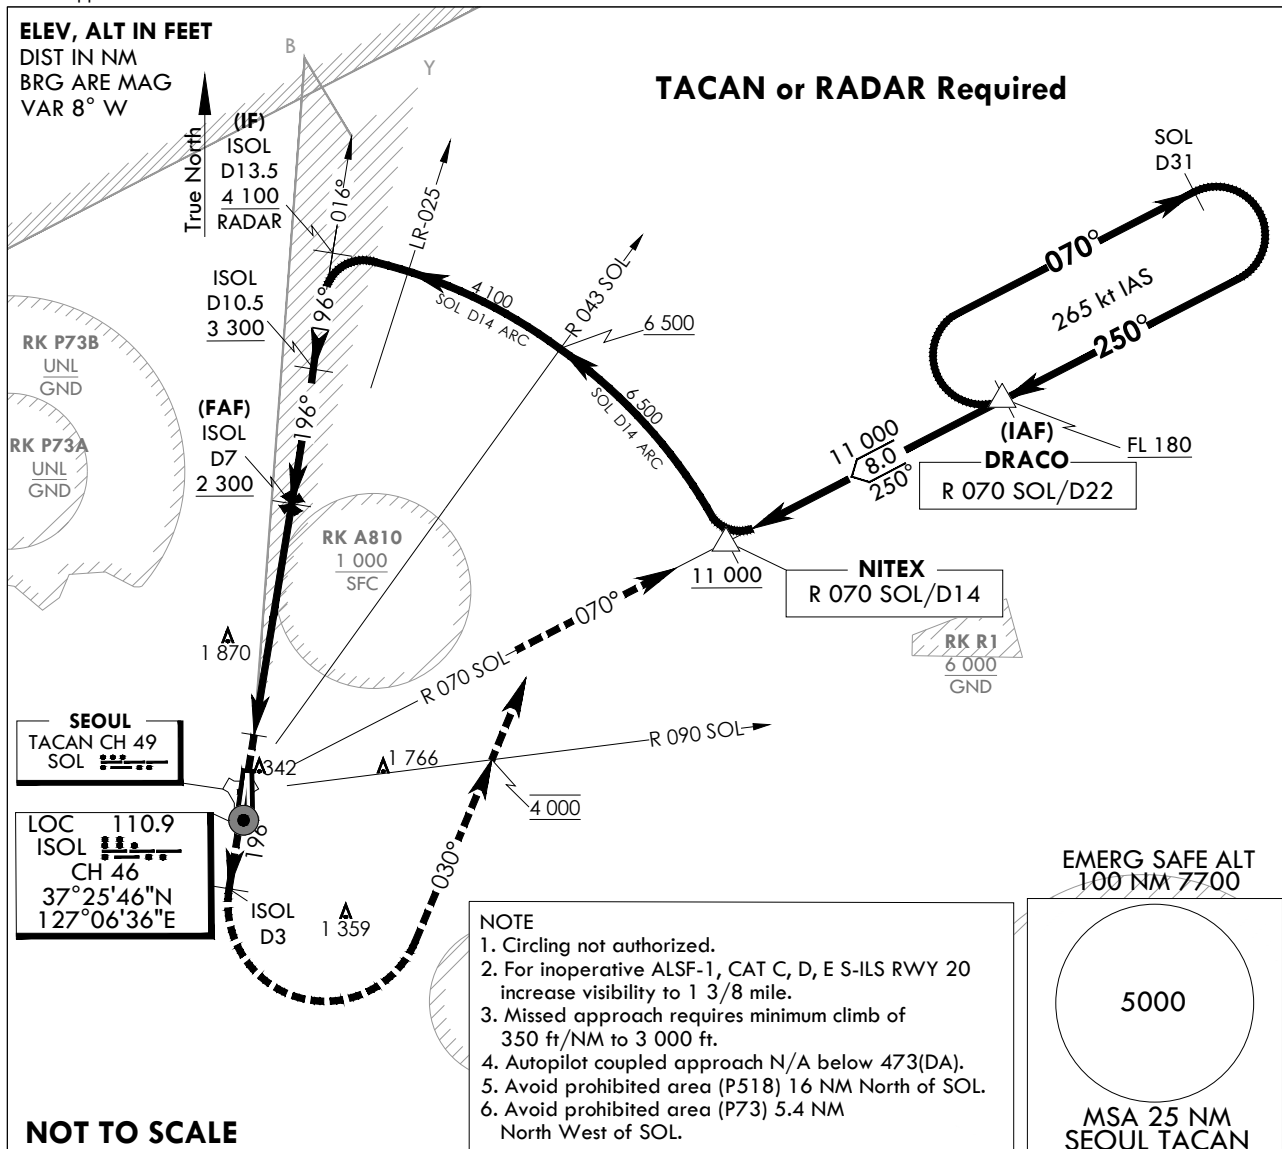 ELEV, ALT IN FEET
DIST IN NM
BRG ARE MAG
VAR 8° W
True North
B
Y
TACAN or RADAR Required
(IF)
ISOL
D13.5
4 100
RADAR
016°
LR-025
SOL
D31
070°
265 kt IAS
250°
ISOL
D10.5
3 300
196°
4 100
SOL D14 ARC
R 043 SOL
6 500
6 500
SOL D14 ARC
RK P73B
UNL
GND
RK P73A
UNL
GND
(FAF)
ISOL
D7
2 300
196°
(IAF)
DRACO
R 070 SOL/D22
FL 180
11 000
8.0
250°
RK A810
1 000
SFC
11 000
NITEX
R 070 SOL/D14
070°
R 070 SOL
RK R1
6 000
GND
1 870
SEOUL
TACAN CH 49
SOL
342
1 766
R 090 SOL
4 000
LOC 110.9
ISOL
CH 46
37°25'46"N
127°06'36"E
196°
030°
ISOL
D3
1 359
NOTE
1. Circling not authorized.
2. For inoperative ALSF-1, CAT C, D, E S-ILS RWY 20
increase visibility to 1 3/8 mile.
3. Missed approach requires minimum climb of
350 ft/NM to 3 000 ft.
4. Autopilot coupled approach N/A below 473(DA).
5. Avoid prohibited area (P518) 16 NM North of SOL.
6. Avoid prohibited area (P73) 5.4 NM
North West of SOL.
EMERG SAFE ALT
100 NM 7700
5000
MSA 25 NM
SEOUL TACAN
NOT TO SCALE